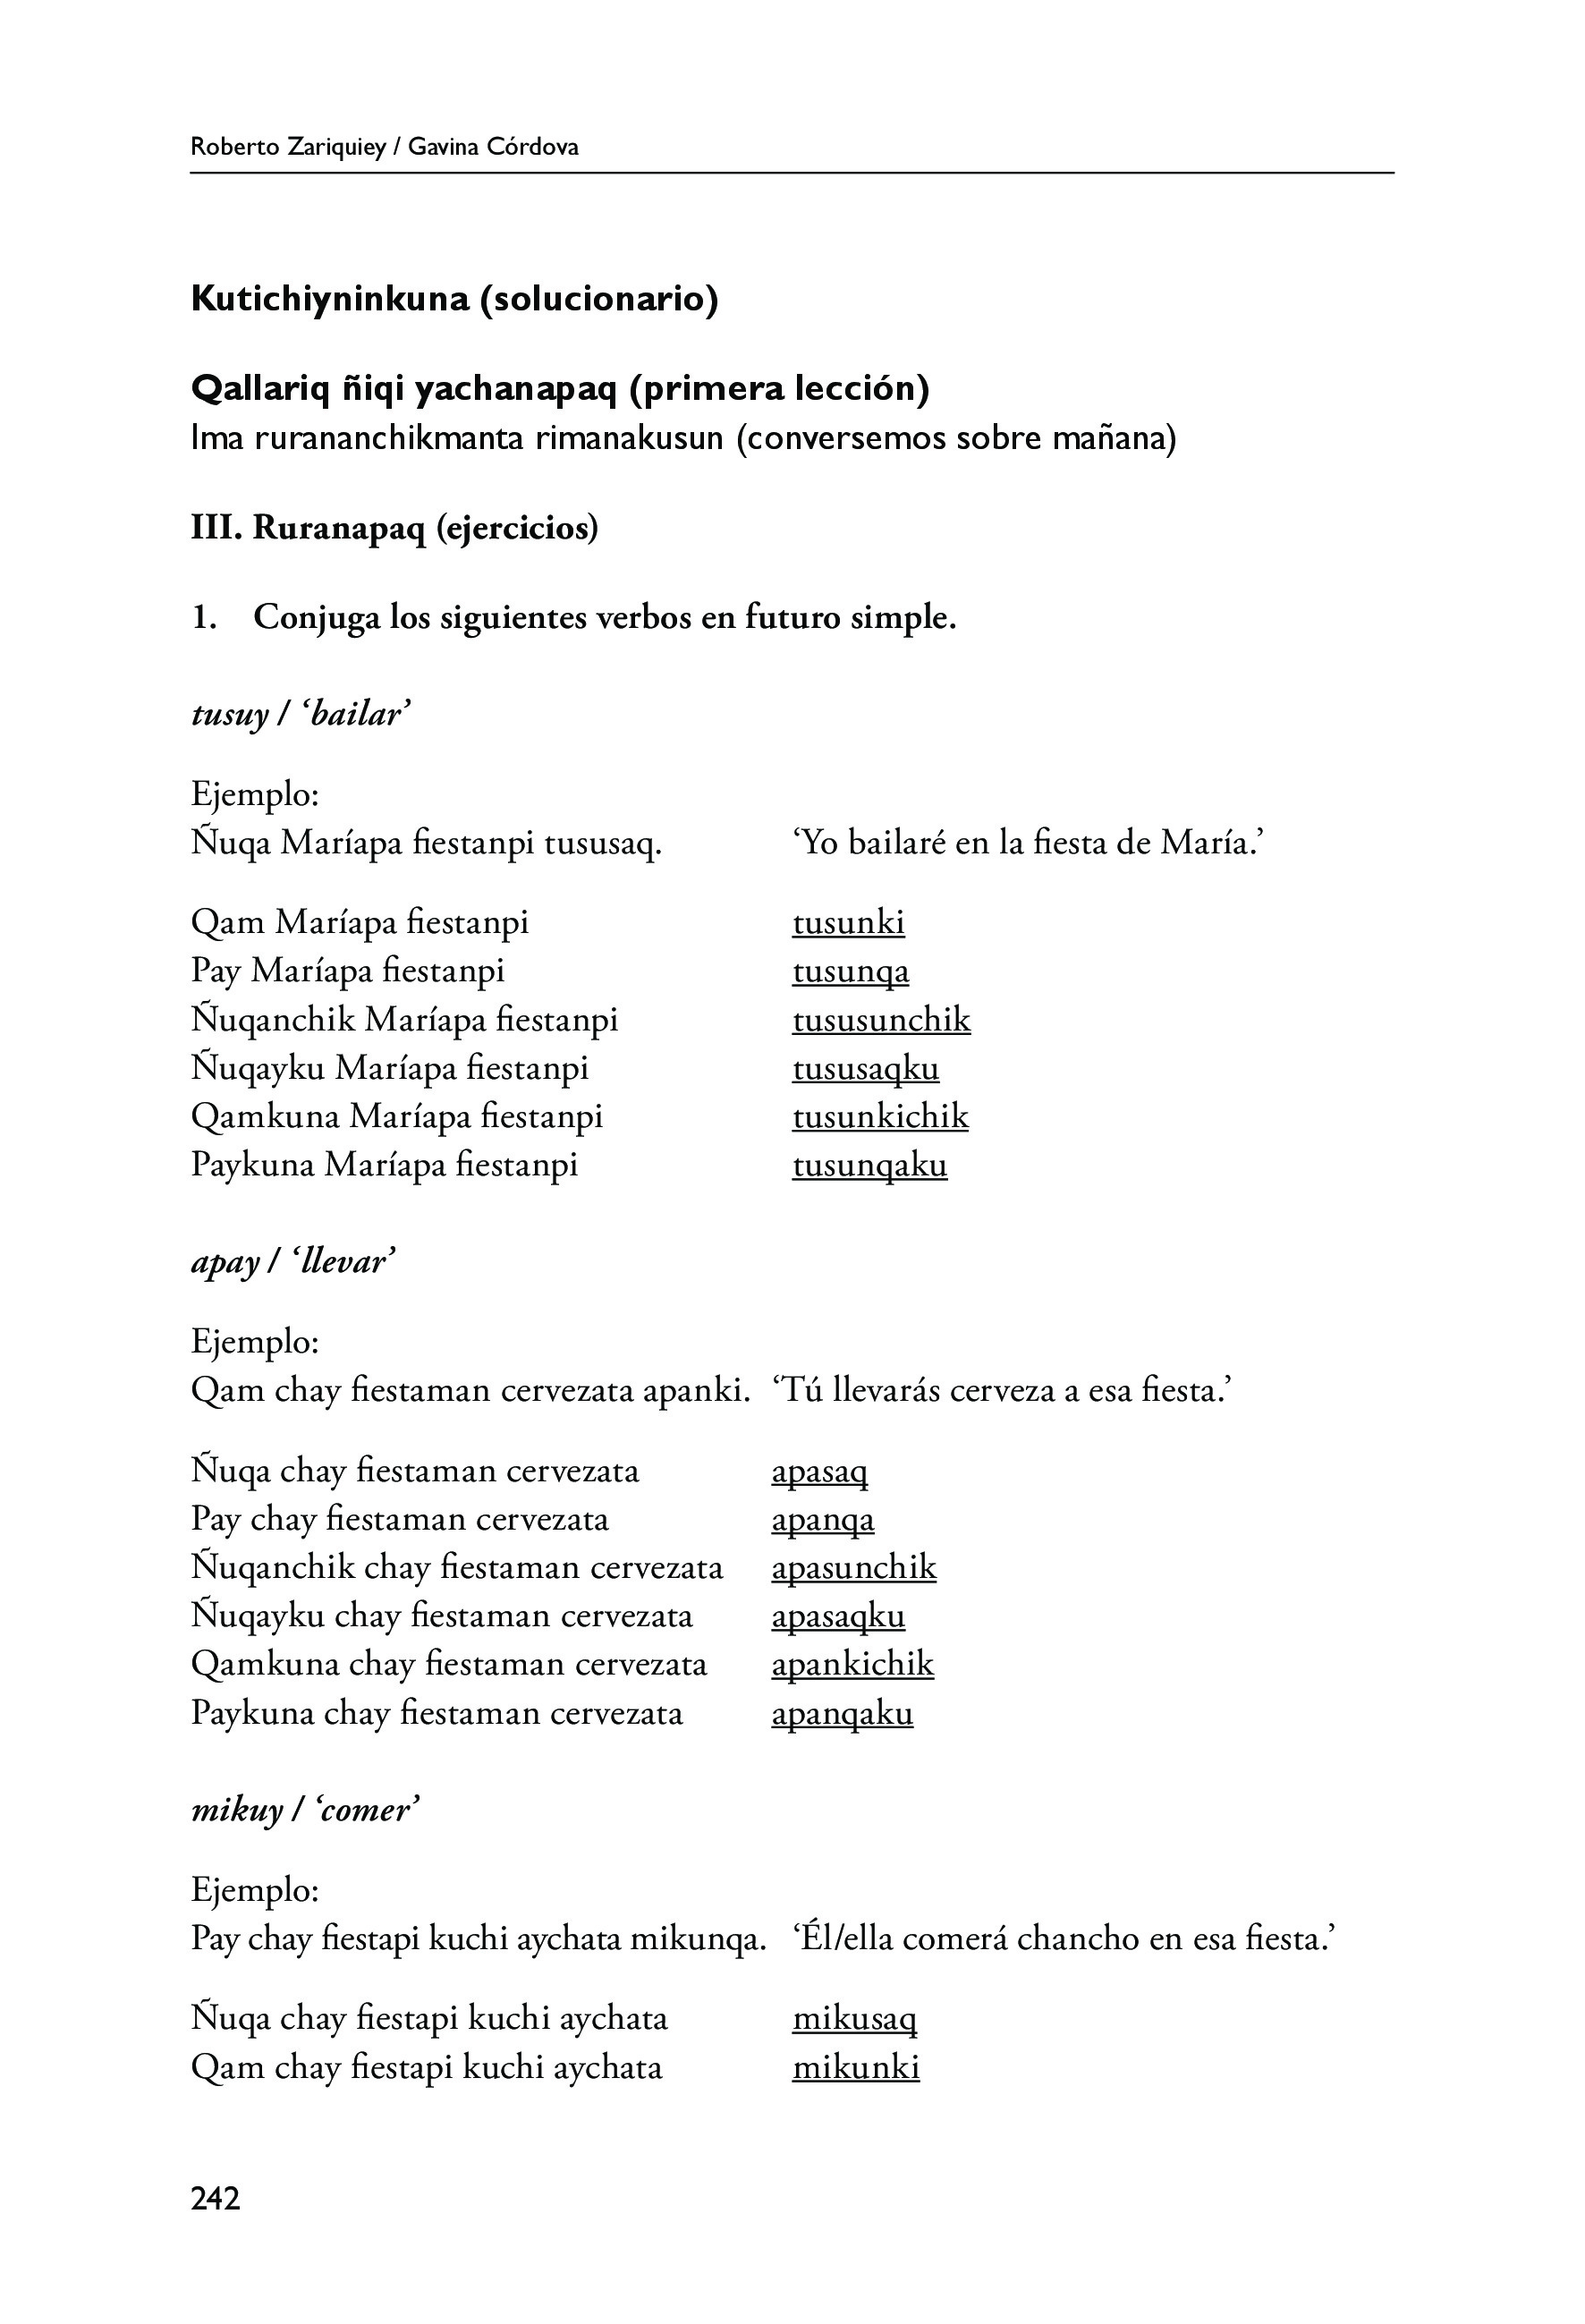 Roberto Zariquiey / Gavina Córdova
Kutichiyninkuna (solucionario)
Qallariq ñiqi yachanapaq (primera lección)
Ima rurananchikmanta rimanakusun (conversemos sobre mañana)
III. Ruranapaq (ejercicios)
1. Conjuga los siguientes verbos en futuro simple.
tusuy / ‘bailar’
Ejemplo:
Ñuqa Maríapa fiestanpi tususaq. ‘Yo bailaré en la fiesta de María.’
Qam Maríapa fiestanpi tusunki
Pay Maríapa fiestanpi tusunqa
Ñuqanchik Maríapa fiestanpi tususunchik
Ñuqayku Maríapa fiestanpi tususaqku
Qamkuna Maríapa fiestanpi tusunkichik
Paykuna Maríapa fiestanpi tusunqaku
apay / ‘llevar’
Ejemplo:
Qam chay fiestaman cervezata apanki. ‘Tú llevarás cerveza a esa fiesta.’
Ñuqa chay fiestaman cervezata apasaq
Pay chay fiestaman cervezata apanqa
Ñuqanchik chay fiestaman cervezata apasunchik
Ñuqayku chay fiestaman cervezata apasaqku
Qamkuna chay fiestaman cervezata apankichik
Paykuna chay fiestaman cervezata apanqaku
mikuy / ‘comer’
Ejemplo:
Pay chay fiestapi kuchi aychata mikunqa. ‘Él/ella comerá chancho en esa fiesta.’
Ñuqa chay fiestapi kuchi aychata mikusaq
Qam chay fiestapi kuchi aychata mikunki
242